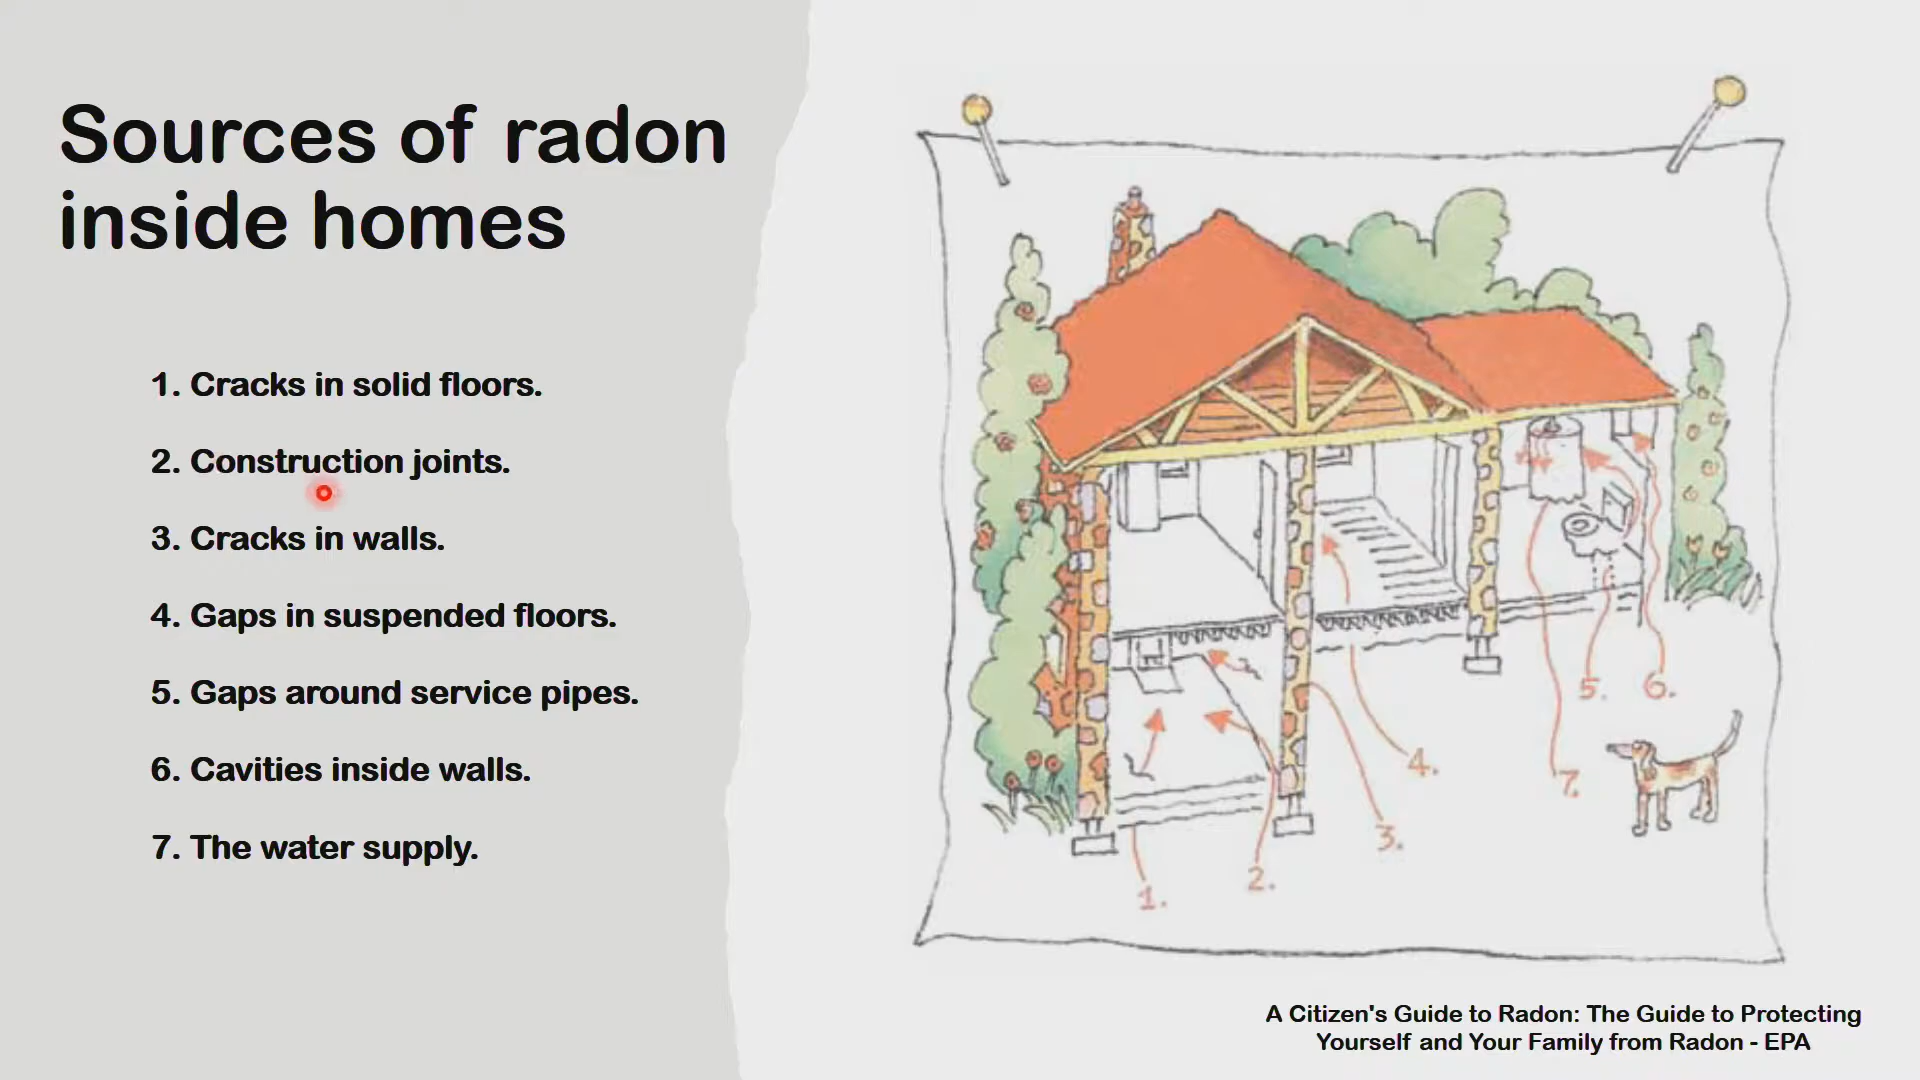 Sources of radon
inside homes
1. Cracks in solid floors.
2. Construction joints.
3. Cracks in walls.
4. Gaps in suspended floors.
5. Gaps around service pipes.
6. Cavities inside walls.
7. The water supply.
5.
6.
4.
7.
3.
2.
1.
A Citizen's Guide to Radon: The Guide to Protecting
Yourself and Your Family from Radon - EPA